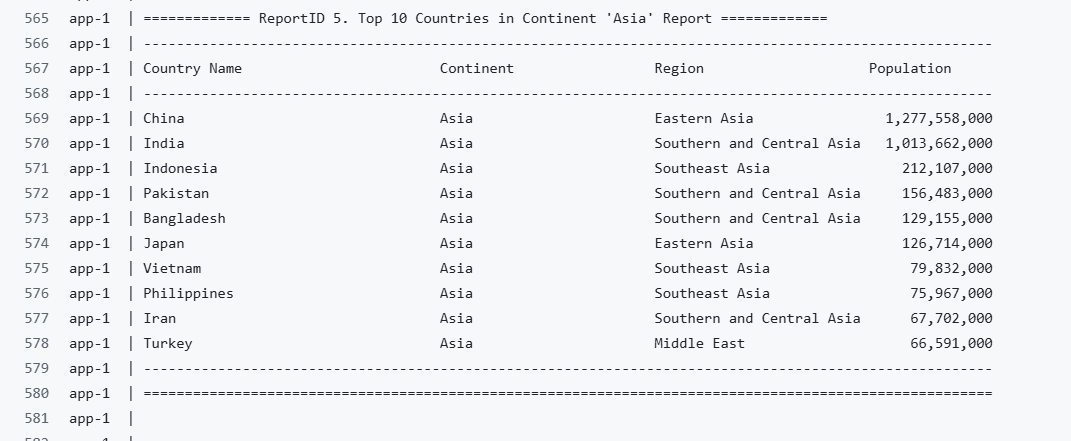 565 app-1 | ============= ReportID 5. Top 10 Countries in Continent 'Asia' Report =============
566 app-1 | -------------------------------------------------------------------------------------------------------
567 app-1 | Country Name                        Continent                 Region                    Population
568 app-1 | -------------------------------------------------------------------------------------------------------
569 app-1 | China                               Asia                      Eastern Asia                1,277,558,000
570 app-1 | India                               Asia                      Southern and Central Asia   1,013,662,000
571 app-1 | Indonesia                           Asia                      Southeast Asia                212,107,000
572 app-1 | Pakistan                            Asia                      Southern and Central Asia     156,483,000
573 app-1 | Bangladesh                          Asia                      Southern and Central Asia     129,155,000
574 app-1 | Japan                               Asia                      Eastern Asia                  126,714,000
575 app-1 | Vietnam                             Asia                      Southeast Asia                 79,832,000
576 app-1 | Philippines                         Asia                      Southeast Asia                 75,967,000
577 app-1 | Iran                                Asia                      Southern and Central Asia      67,702,000
578 app-1 | Turkey                              Asia                      Middle East                    66,591,000
579 app-1 | -------------------------------------------------------------------------------------------------------
580 app-1 | =======================================================================================================
581 app-1 |